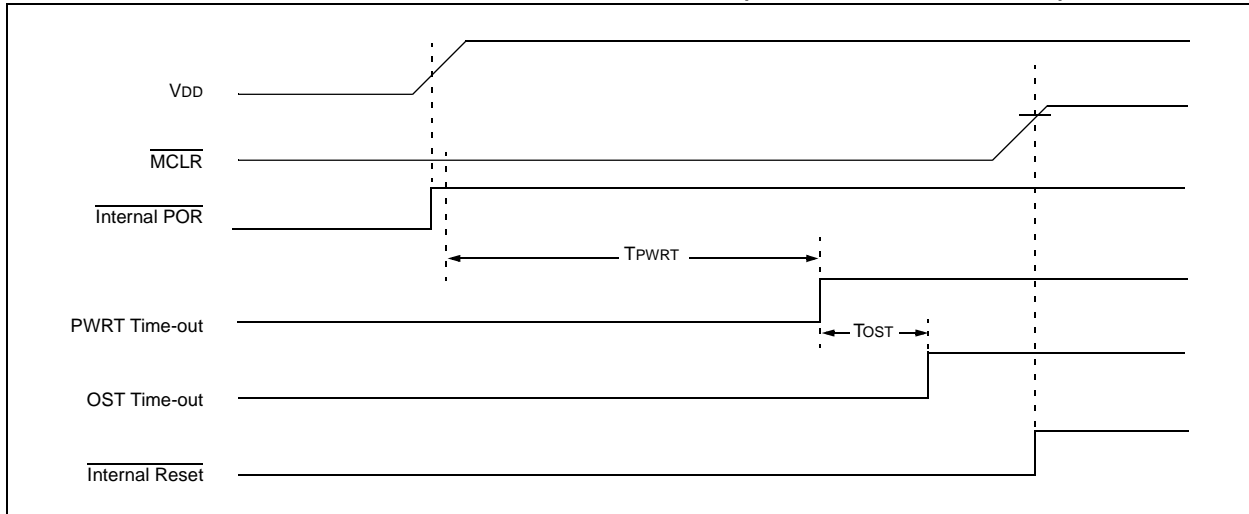 VDD
MCLR
Internal POR
TPWRT
PWRT Time-out
TOST
OST Time-out
Internal Reset